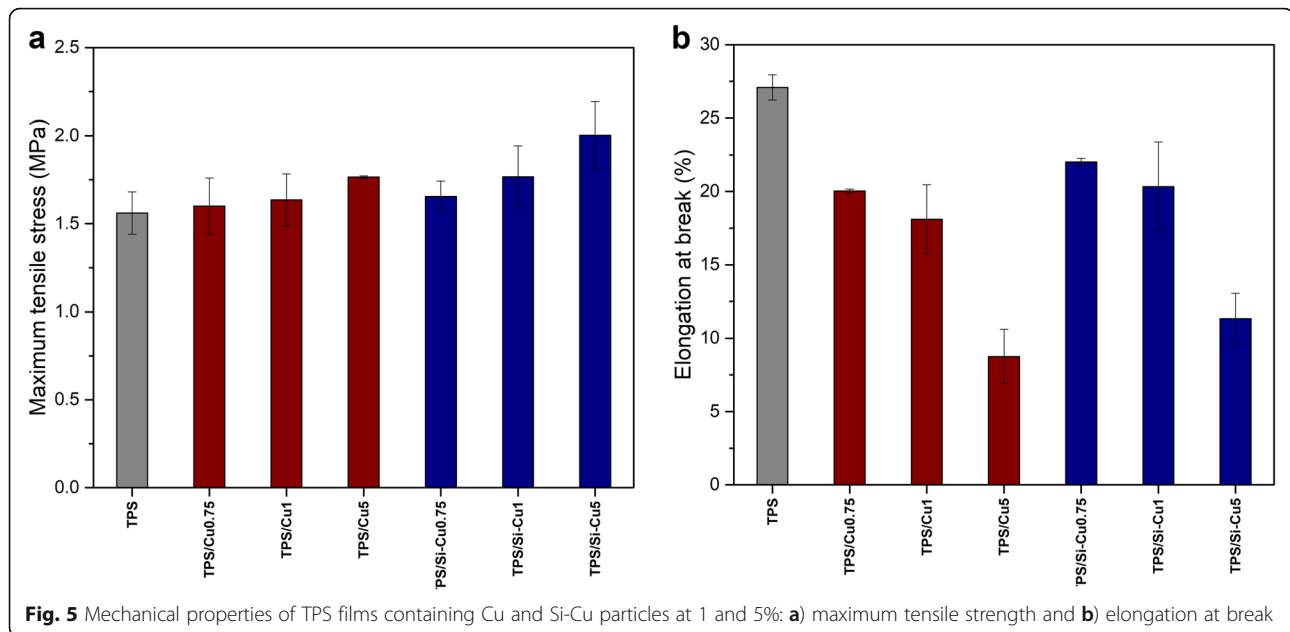 a
Maximum tensile stress (MPa)
2.5
2.0
1.5
1.0
0.5
0.0
TPS
TPS/Cu0.75
TPS/Cu1
TPS/Cu5
PS/Si-Cu0.75
TPS/Si-Cu1
TPS/Si-Cu5
b
Elongation at break (%)
30
25
20
15
10
5
0
TPS
TPS/Cu0.75
TPS/Cu1
TPS/Cu5
PS/Si-Cu0.75
TPS/Si-Cu1
TPS/Si-Cu5
Fig. 5 Mechanical properties of TPS films containing Cu and Si-Cu particles at 1 and 5%: a) maximum tensile strength and b) elongation at break